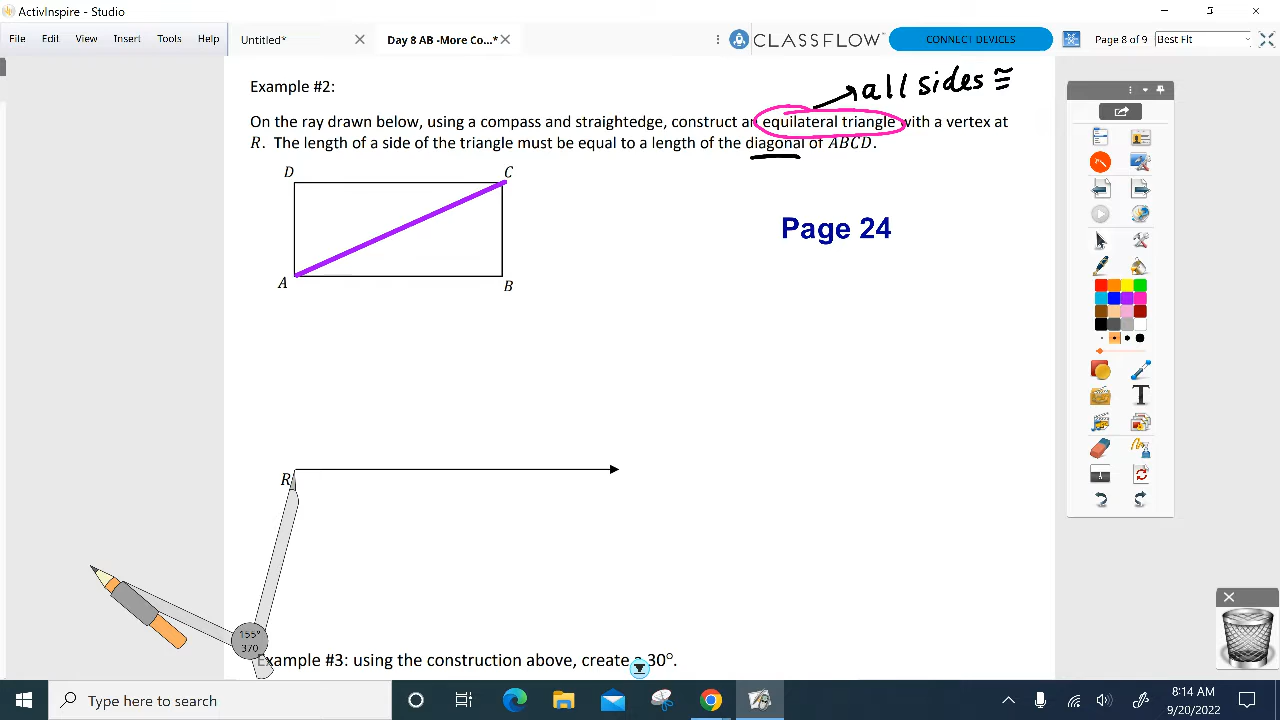 ActivInspire - Studio
File Edit View Insert Tools Help Untitled* Day 8 AB -More Co...* CLASSFLOW™ CONNECT DEVICES Page 8 of 9 Best Fit
Example #2:
all sides ≅
On the ray drawn below, using a compass and straightedge, construct an equilateral triangle with a vertex at
R. The length of a side of the triangle must be equal to a length of the diagonal of ABCD.
D C
Page 24
A B
R
155°
370
Example #3: using the construction above, create a 30°.
Type here to search
8:14 AM
9/20/2022